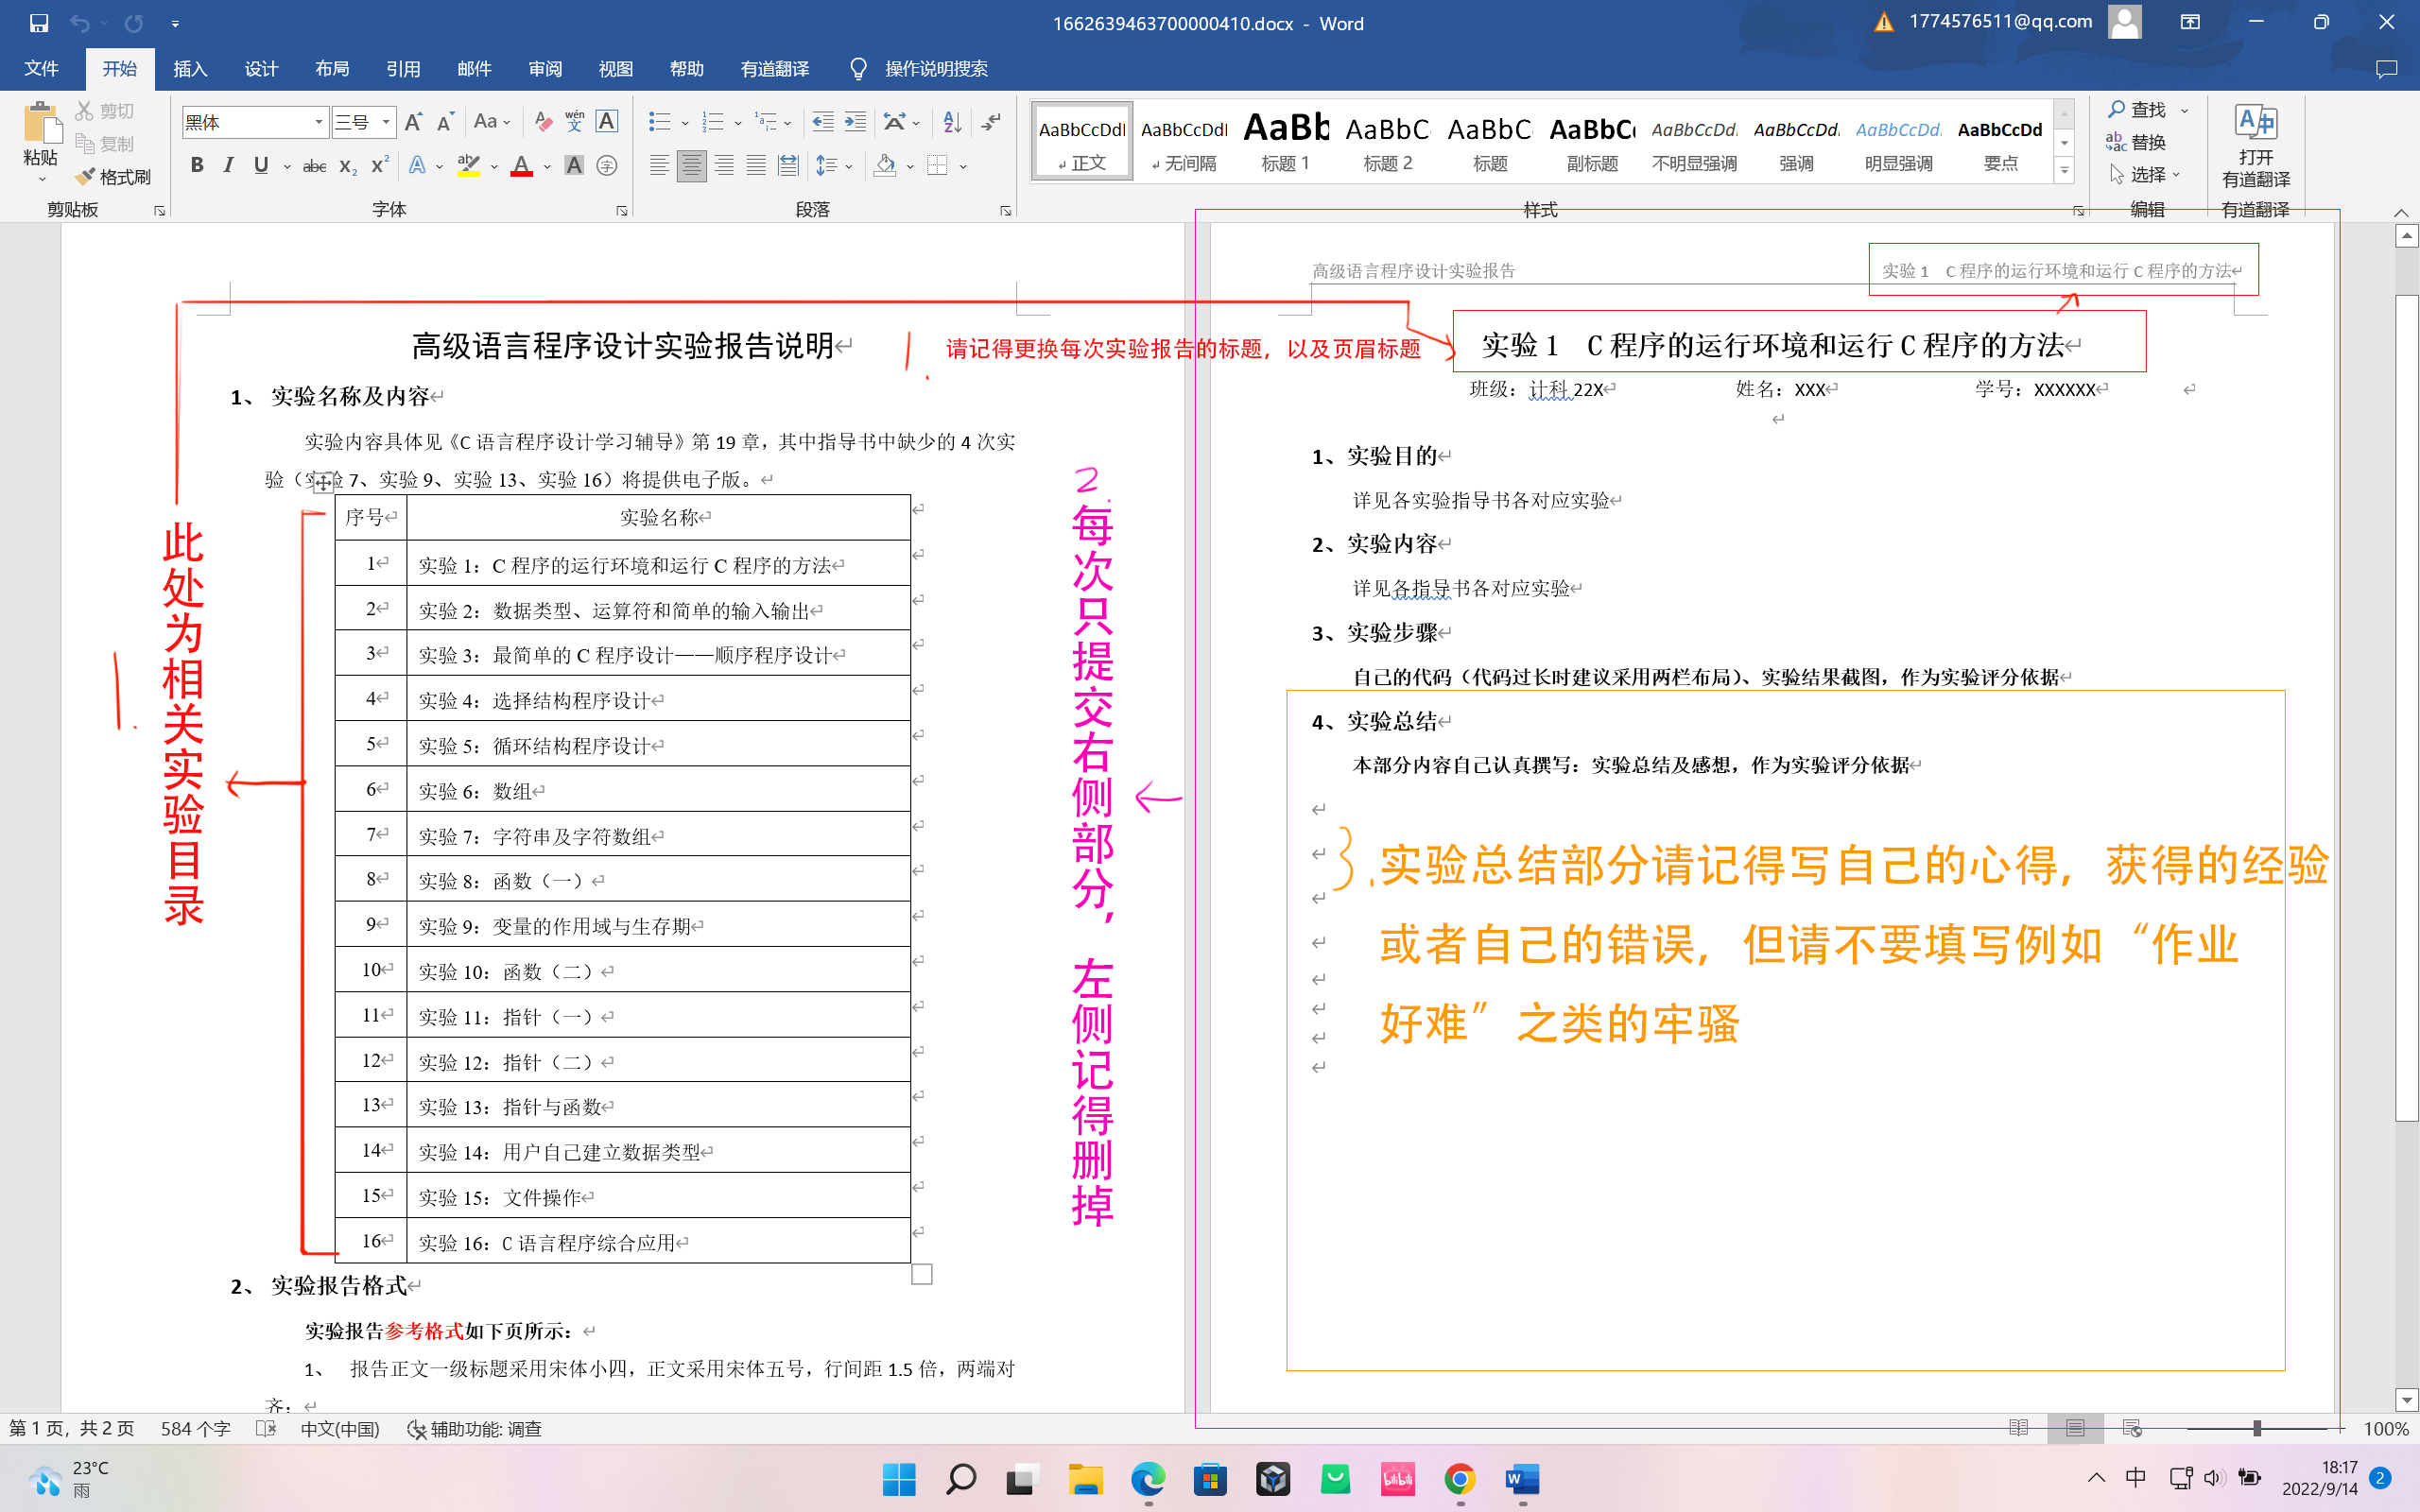 1662639463700000410.docx - Word
1774576511@qq.com
文件 开始 插入 设计 布局 引用 邮件 审阅 视图 帮助 有道翻译 操作说明搜索
粘贴 剪切
复制
格式刷
剪贴板
黑体 三号
字体
段落
AaBbCcDdI AaBbCcDdI AaBb AaBbC AaBbC AaBbC AaBbCcDd AaBbCcDd AaBbCcDd AaBbCcDd
正文 无间隔 标题 1 标题 2 标题 副标题 不明显强调 强调 明显强调 要点
样式
查找
替换
选择
编辑
打开
有道翻译
有道翻译
高级语言程序设计实验报告说明
1、 实验名称及内容
实验内容具体见《C 语言程序设计学习辅导》第 19 章，其中指导书中缺少的 4 次实
验（实验 7、实验 9、实验 13、实验 16）将提供电子版。
序号 实验名称
1 实验 1：C 程序的运行环境和运行 C 程序的方法
2 实验 2：数据类型、运算符和简单的输入输出
3 实验 3：最简单的 C 程序设计——顺序程序设计
4 实验 4：选择结构程序设计
5 实验 5：循环结构程序设计
6 实验 6：数组
7 实验 7：字符串及字符数组
8 实验 8：函数（一）
9 实验 9：变量的作用域与生存期
10 实验 10：函数（二）
11 实验 11：指针（一）
12 实验 12：指针（二）
13 实验 13：指针与函数
14 实验 14：用户自己建立数据类型
15 实验 15：文件操作
16 实验 16：C 语言程序综合应用
2、 实验报告格式
实验报告参考格式如下页所示：
1、 报告正文一级标题采用宋体小四，正文采用宋体五号，行间距 1.5 倍，两端对
齐；
1.
此处为相关实验目录
1.
请记得更换每次实验报告的标题，以及页眉标题
2.
每次只提交右侧部分，左侧记得删掉
高级语言程序设计实验报告 实验 1 C 程序的运行环境和运行 C 程序的方法
实验 1 C 程序的运行环境和运行 C 程序的方法
班级：计科 22X 姓名：XXX 学号：XXXXXX
1、实验目的
详见各实验指导书各对应实验
2、实验内容
详见各指导书各对应实验
3、实验步骤
自己的代码（代码过长时建议采用两栏布局）、实验结果截图，作为实验评分依据
4、实验总结
本部分内容自己认真撰写：实验总结及感想，作为实验评分依据
3.
实验总结部分请记得写自己的心得，获得的经验
或者自己的错误，但请不要填写例如“作业
好难”之类的牢骚
第 1 页，共 2 页 584 个字 中文(中国) 辅助功能: 调查 100%
23°C
雨
bilibili
中
18:17
2022/9/14
2